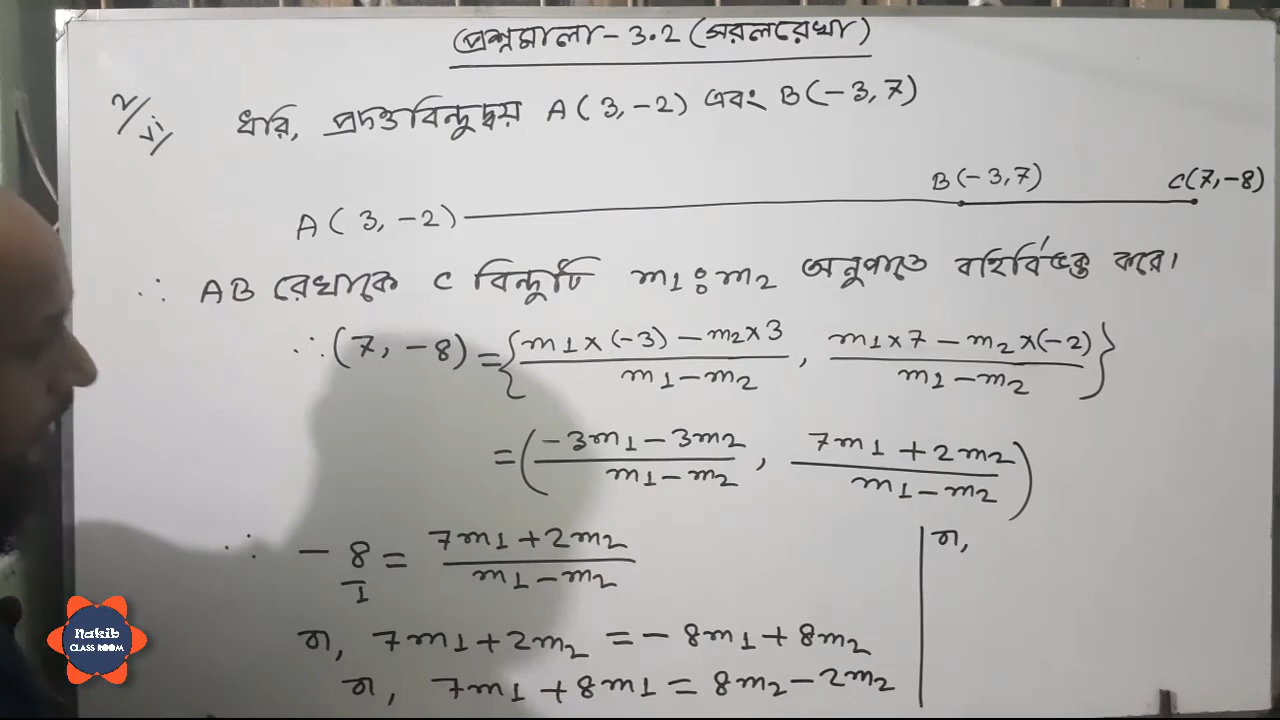 প্রশ্নমালা - 3.2 (সরলরেখা)
২/ vi/ ধরি, প্রদত্ত বিন্দুদ্বয় A(3, -2) এবং B(-3, 7)
B(-3,7) C(7,-8)
A(3, -2)
∴ AB রেখাকে C বিন্দুটি m1 : m2 অনুপাতে বহির্বিভক্ত করে।
∴ (7, -8) = {m1×(-3) - m2×3 / m1 - m2 , m1×7 - m2×(-2) / m1 - m2}
= (-3m1 - 3m2 / m1 - m2 , 7m1 + 2m2 / m1 - m2)
∴ -8/1 = 7m1 + 2m2 / m1 - m2
বা,
বা, 7m1 + 2m2 = -8m1 + 8m2
বা, 7m1 + 8m1 = 8m2 - 2m2
Nakib
CLASS ROOM